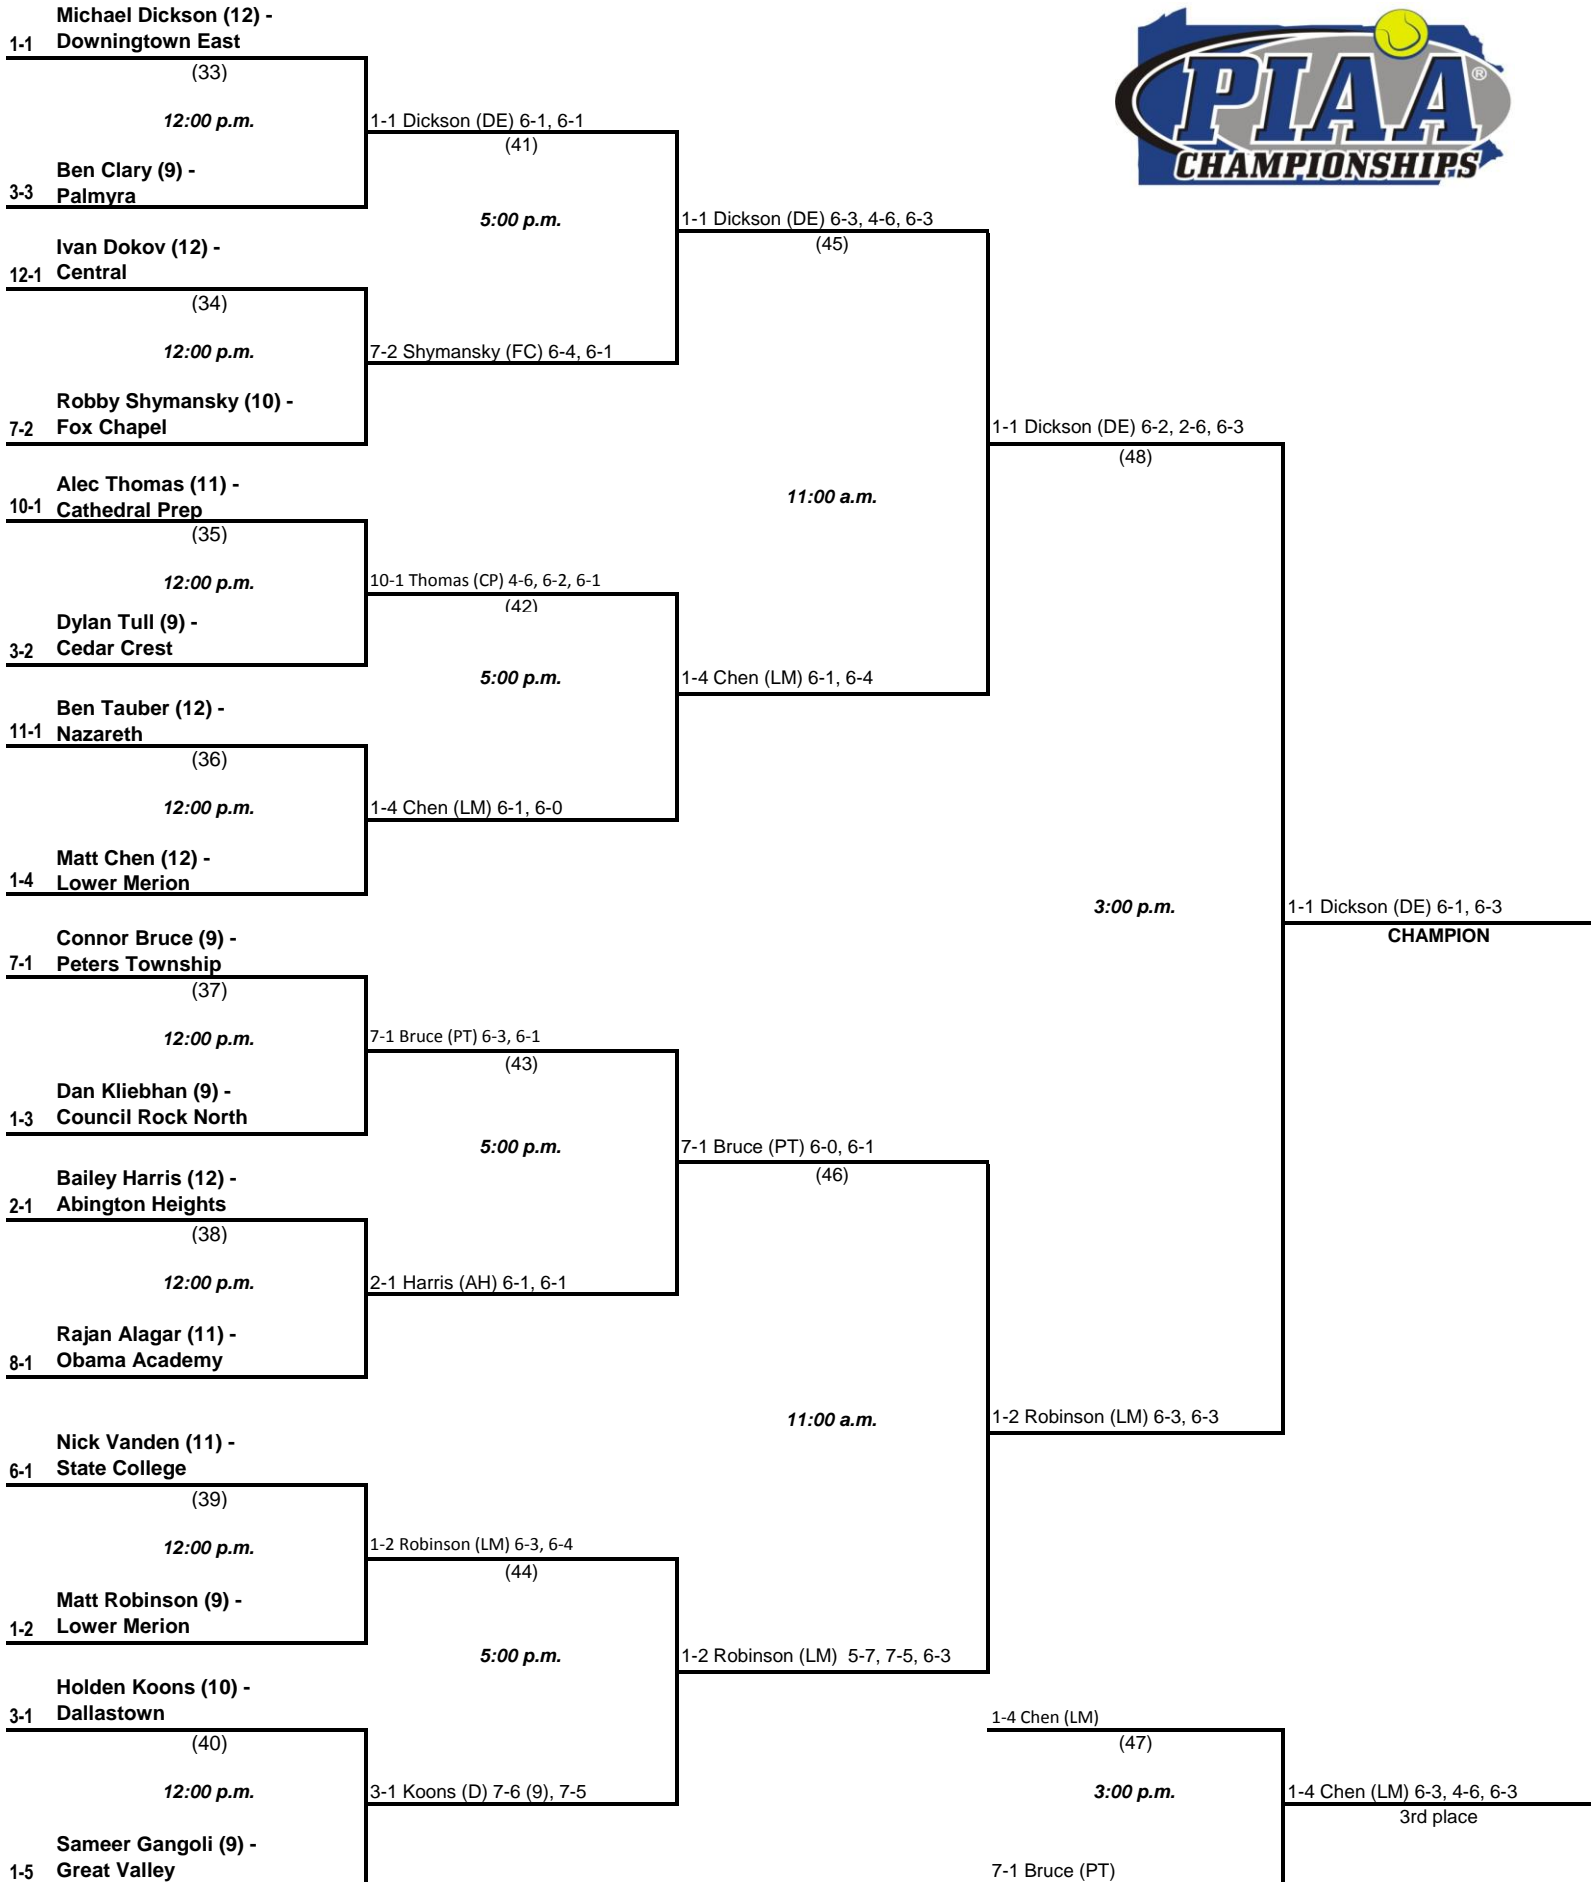 Michael Dickson (12) -
1-1 Downingtown East
(33)
12:00 p.m.
Ben Clary (9) -
3-3 Palmyra
Ivan Dokov (12) -
12-1 Central
(34)
12:00 p.m.
Robby Shymansky (10) -
7-2 Fox Chapel
Alec Thomas (11) -
10-1 Cathedral Prep
(35)
12:00 p.m.
Dylan Tull (9) -
3-2 Cedar Crest
Ben Tauber (12) -
11-1 Nazareth
(36)
12:00 p.m.
Matt Chen (12) -
1-4 Lower Merion
Connor Bruce (9) -
7-1 Peters Township
(37)
12:00 p.m.
Dan Kliebhan (9) -
1-3 Council Rock North
Bailey Harris (12) -
2-1 Abington Heights
(38)
12:00 p.m.
Rajan Alagar (11) -
8-1 Obama Academy
Nick Vanden (11) -
6-1 State College
(39)
12:00 p.m.
Matt Robinson (9) -
1-2 Lower Merion
Holden Koons (10) -
3-1 Dallastown
(40)
12:00 p.m.
Sameer Gangoli (9) -
1-5 Great Valley
1-1 Dickson (DE) 6-1, 6-1
(41)
5:00 p.m.
7-2 Shymansky (FC) 6-4, 6-1
10-1 Thomas (CP) 4-6, 6-2, 6-1
(42)
5:00 p.m.
1-4 Chen (LM) 6-1, 6-0
7-1 Bruce (PT) 6-3, 6-1
(43)
5:00 p.m.
2-1 Harris (AH) 6-1, 6-1
1-2 Robinson (LM) 6-3, 6-4
(44)
5:00 p.m.
3-1 Koons (D) 7-6 (9), 7-5
1-1 Dickson (DE) 6-3, 4-6, 6-3
(45)
11:00 a.m.
1-4 Chen (LM) 6-1, 6-4
7-1 Bruce (PT) 6-0, 6-1
(46)
11:00 a.m.
1-2 Robinson (LM) 5-7, 7-5, 6-3
PIAA®
CHAMPIONSHIPS
1-1 Dickson (DE) 6-2, 2-6, 6-3
(48)
3:00 p.m.
1-2 Robinson (LM) 6-3, 6-3
1-1 Dickson (DE) 6-1, 6-3
CHAMPION
1-4 Chen (LM)
(47)
3:00 p.m.
7-1 Bruce (PT)
1-4 Chen (LM) 6-3, 4-6, 6-3
3rd place